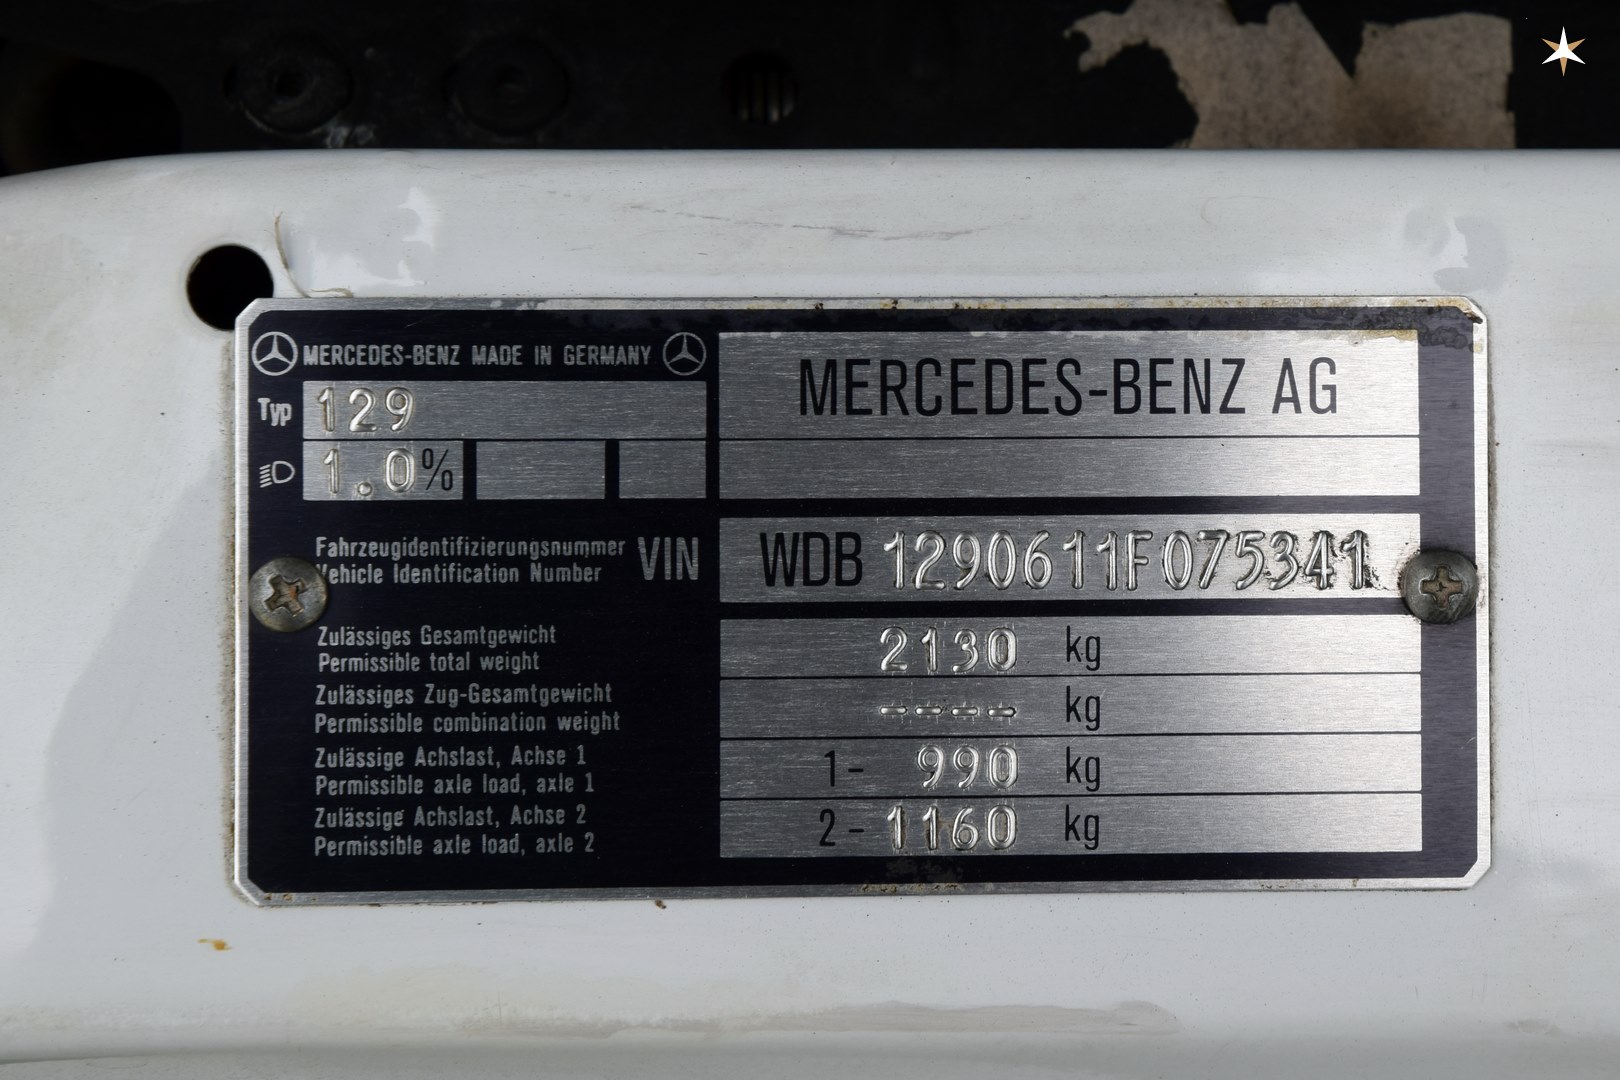 MERCEDES-BENZ MADE IN GERMANY
MERCEDES-BENZ AG
Typ 129
1.0%
Fahrzeugidentifizierungsnummer
Vehicle Identification Number
VIN
WDB 1290611F075341
Zulässiges Gesamtgewicht
Permissible total weight
2130 kg
Zulässiges Zug-Gesamtgewicht
Permissible combination weight
---- kg
Zulässige Achslast, Achse 1
Permissible axle load, axle 1
1- 990 kg
Zulässige Achslast, Achse 2
Permissible axle load, axle 2
2- 1160 kg